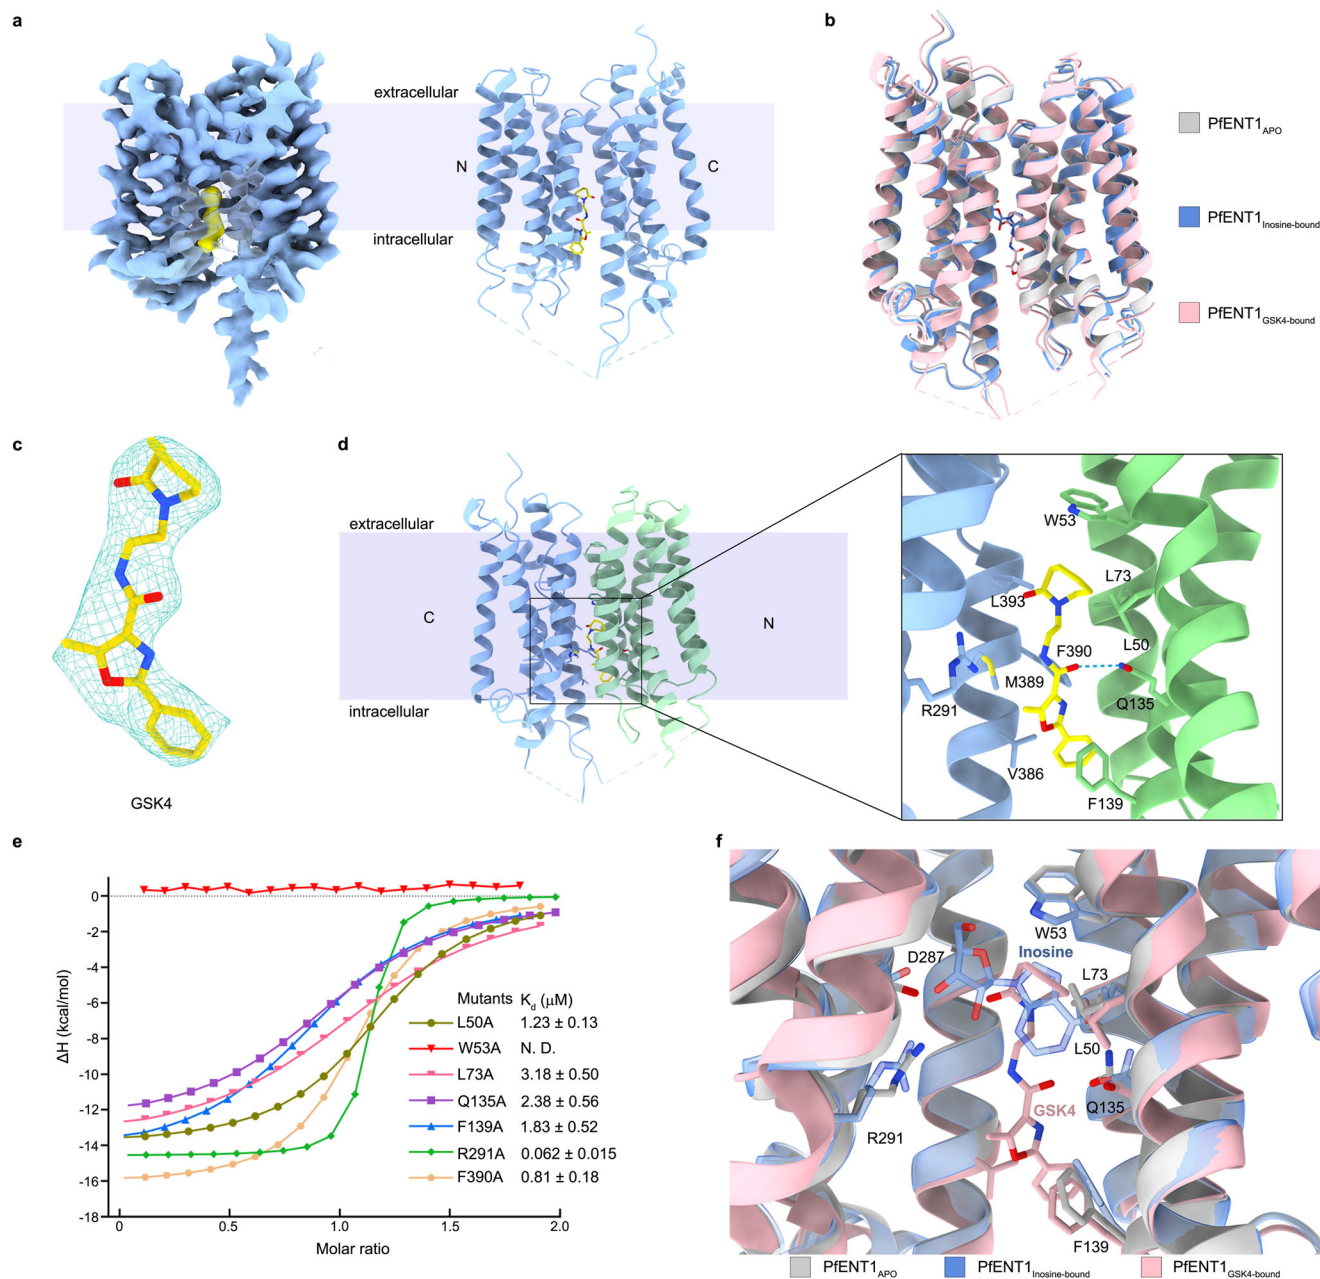 a
extracellular
N
C
intracellular
b
PfENT1APO
PfENT1Inosine-bound
PfENT1GSK4-bound
c
GSK4
d
extracellular
C
N
intracellular
W53
L73
L393
L50
F390
M389
R291
Q135
V386
F139
e
0
-2
-4
-6
-8
-10
-12
-14
-16
-18
ΔH (kcal/mol)
0
0.5
1.0
1.5
2.0
Molar ratio
Mutants Kd (μM)
L50A 1.23 ± 0.13
W53A N. D.
L73A 3.18 ± 0.50
Q135A 2.38 ± 0.56
F139A 1.83 ± 0.52
R291A 0.062 ± 0.015
F390A 0.81 ± 0.18
f
W53
D287
Inosine
L73
L50
GSK4
Q135
R291
F139
PfENT1APO
PfENT1Inosine-bound
PfENT1GSK4-bound